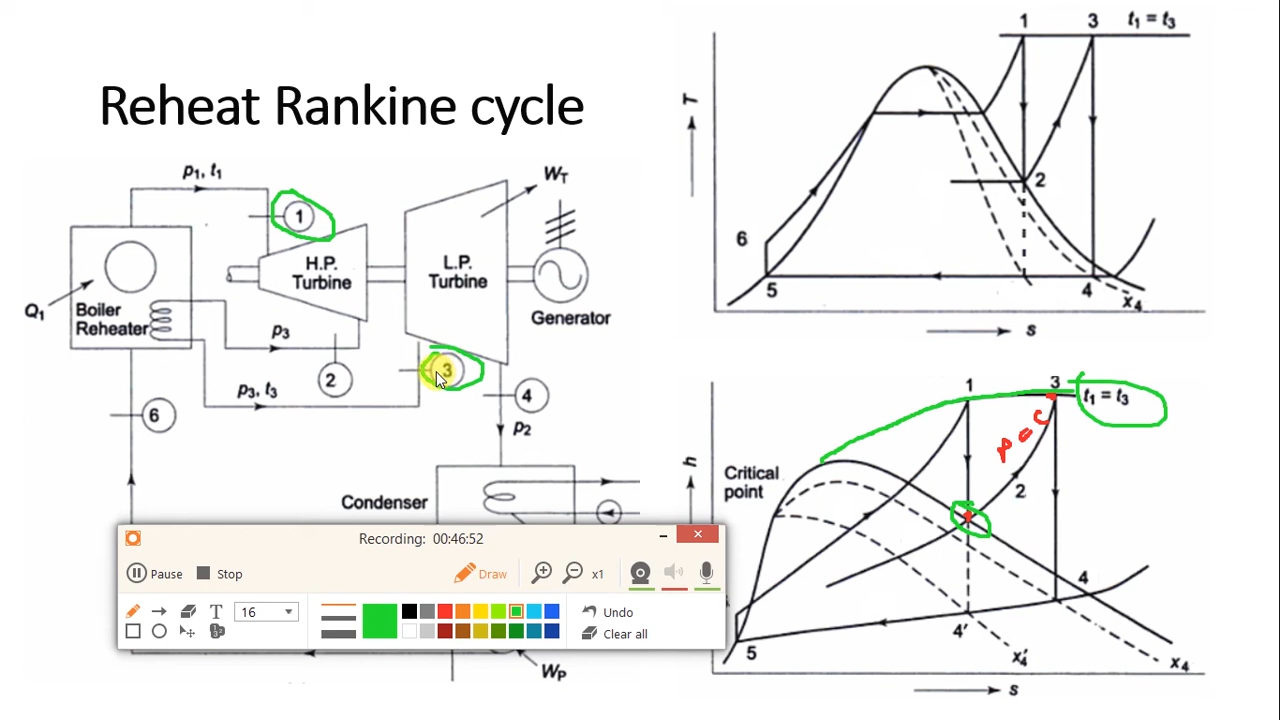 Reheat Rankine cycle
p₁, t₁
1
W_T
H.P.
Turbine
L.P.
Turbine
Generator
Q₁
Boiler
Reheater
p₃
2
3
p₃, t₃
4
6
p₂
Condenser
W_P
T
1
3
t₁ = t₃
2
6
5
4
x₄
s
h
1
3
t₁ = t₃
p = c
Critical
point
2
4
4'
5
x₄'
x₄
s
Recording: 00:46:52
Pause
Stop
Draw
x1
T
16
Undo
Clear all